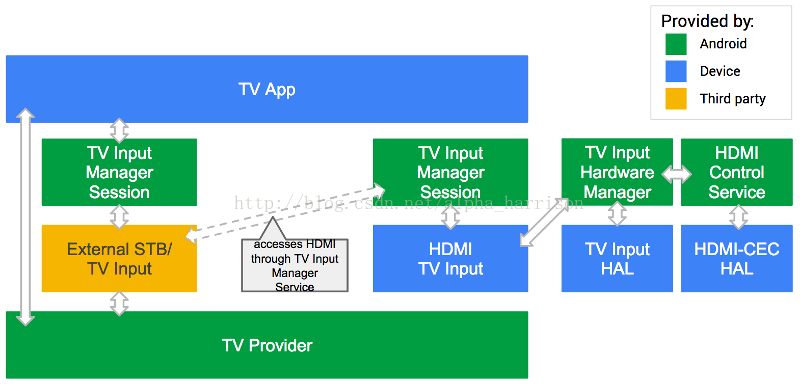 Provided by:
Android
Device
Third party
TV App
TV Input
Manager
Session
TV Input
Manager
Session
TV Input
Hardware
Manager
HDMI
Control
Service
http://blog.csdn.net/alpha_harrison
External STB/
TV Input
accesses HDMI
through TV Input
Manager
Service
HDMI
TV Input
TV Input
HAL
HDMI-CEC
HAL
TV Provider